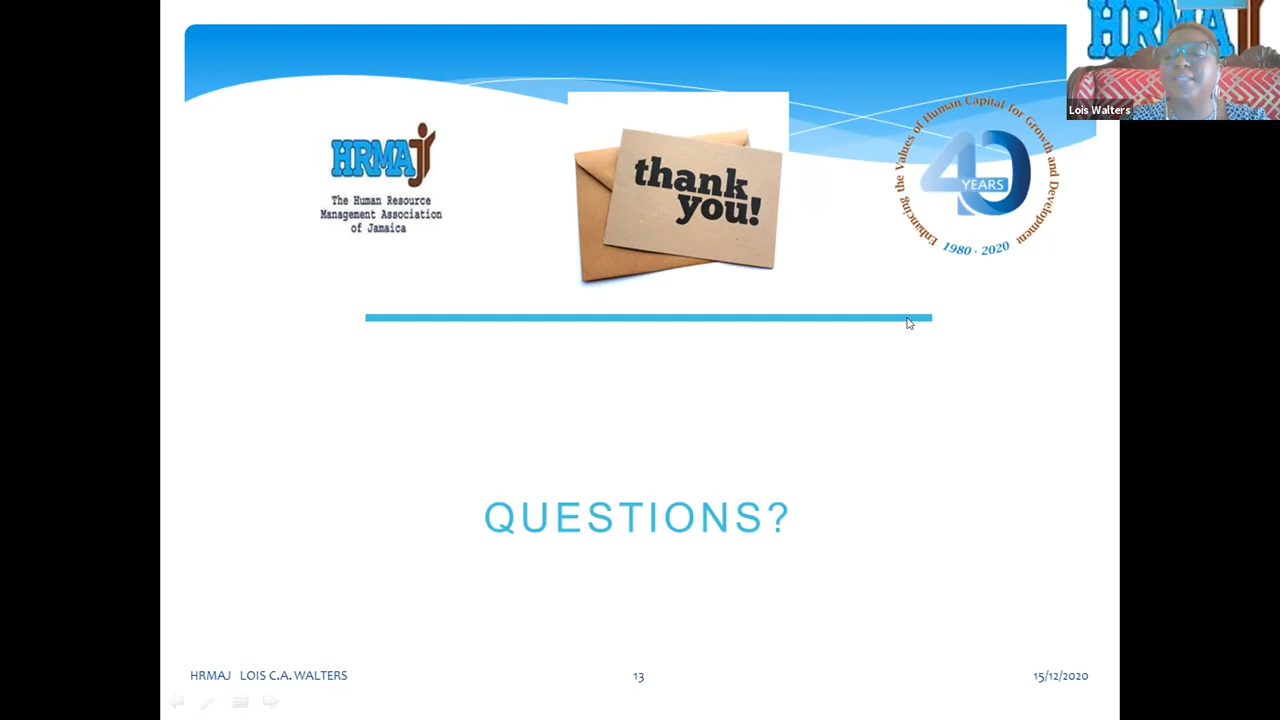 HRMAJ
Lois Walters
HRMAJ
The Human Resource
Management Association
of Jamaica
thank
you!
Enhancing the Values of Human Capital for Growth and Development
40
YEARS
1980 - 2020
QUESTIONS?
HRMAJ LOIS C.A. WALTERS
13
15/12/2020